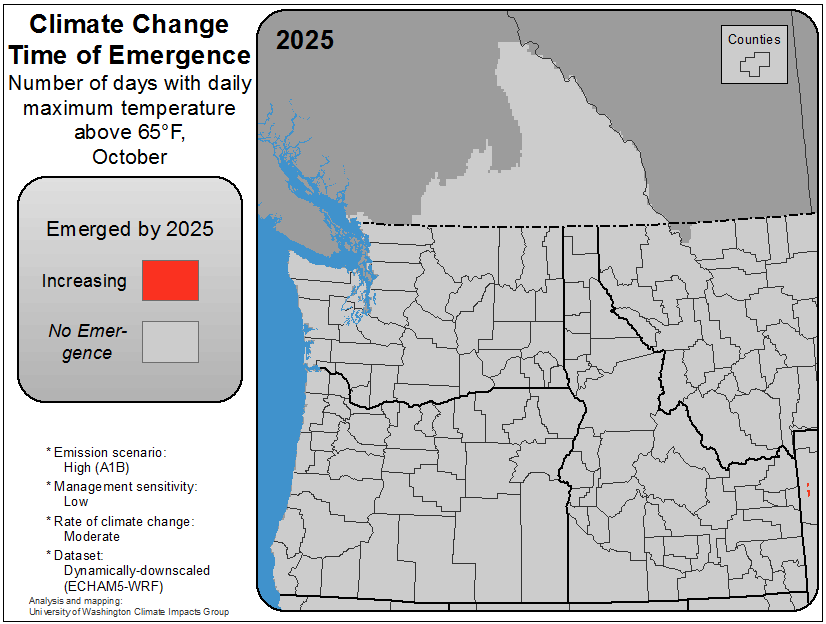 Climate Change
Time of Emergence
Number of days with daily
maximum temperature
above 65°F,
October
Emerged by 2025
Increasing
No Emer-
gence
* Emission scenario:
High (A1B)
* Management sensitivity:
Low
* Rate of climate change:
Moderate
* Dataset:
Dynamically-downscaled
(ECHAM5-WRF)
Analysis and mapping:
University of Washington Climate Impacts Group
2025
Counties